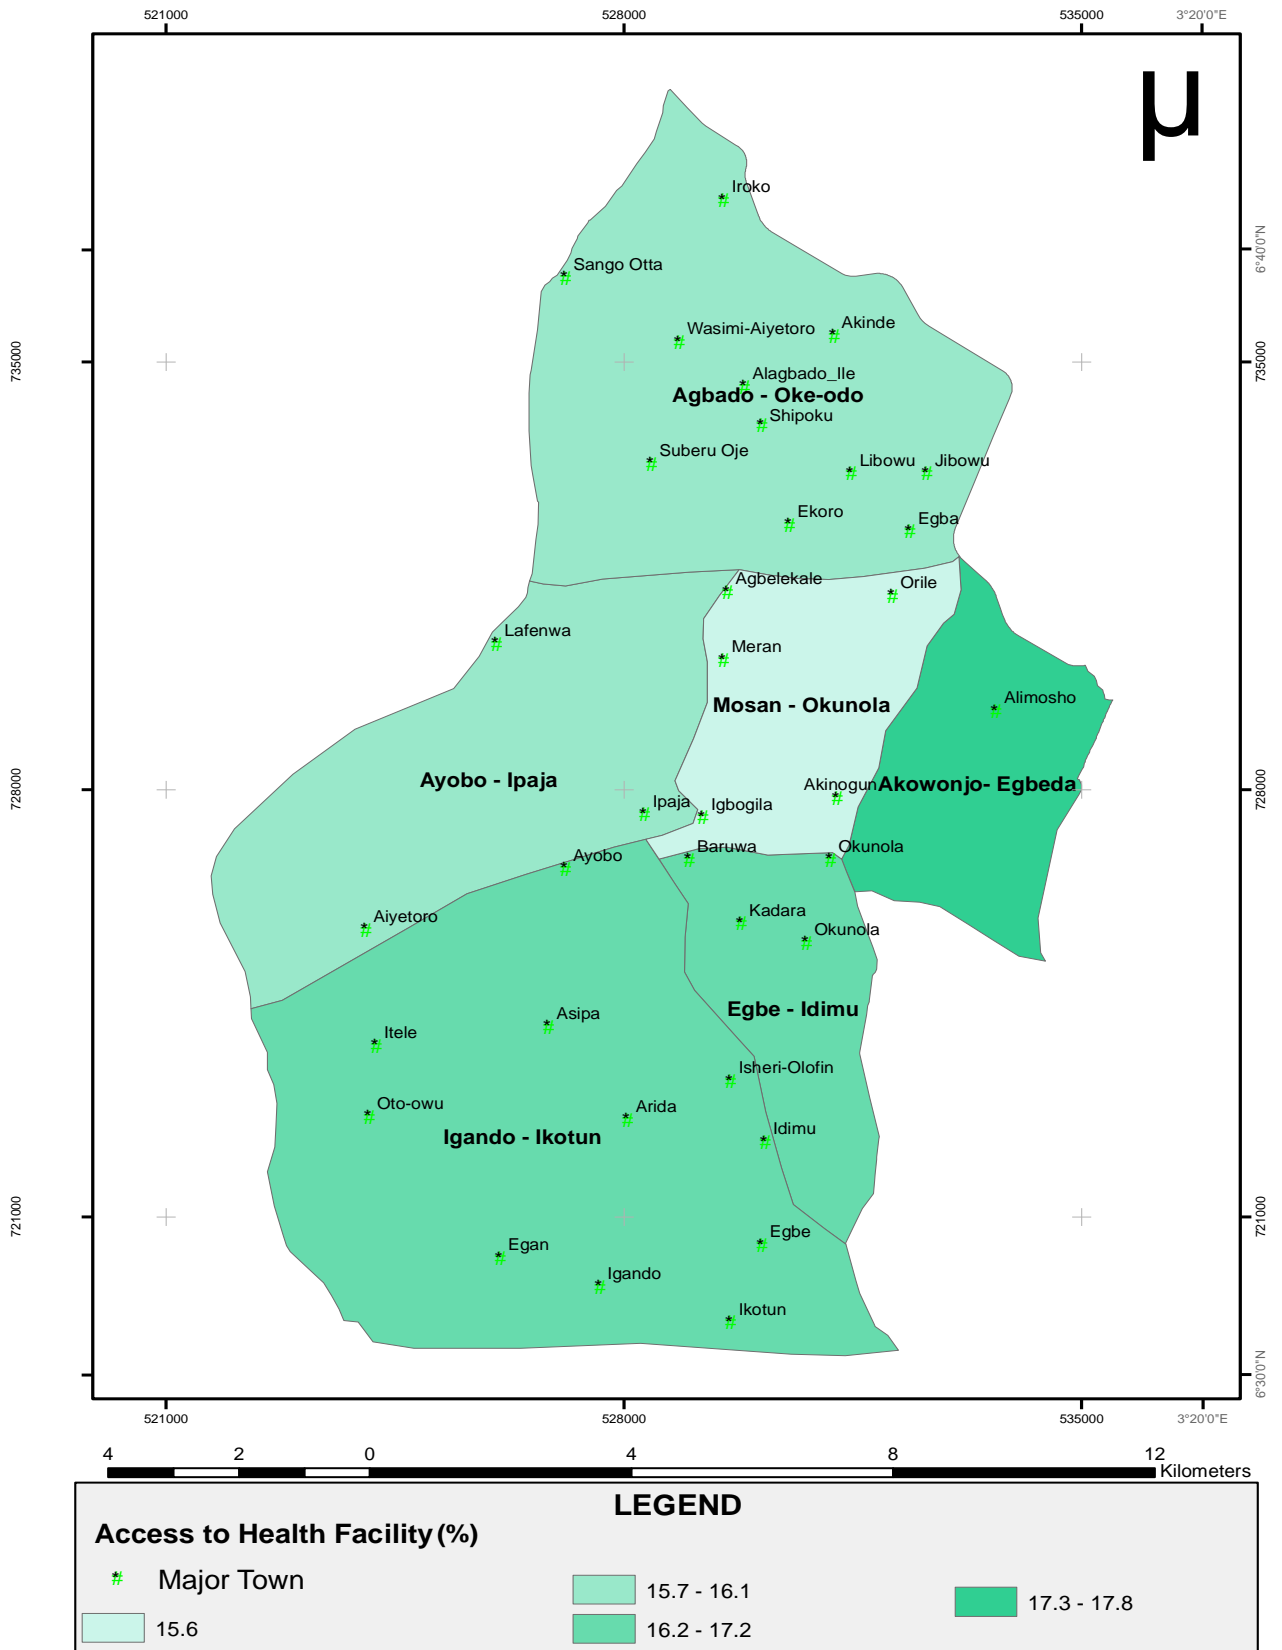 521000
528000
535000
3°20'0"E
µ
Iroko
6°40'0"N
Sango Otta
Wasimi-Aiyetoro
Akinde
735000
735000
Alagbado_Ile
Agbado - Oke-odo
Shipoku
Suberu Oje
Libowu
Jibowu
Ekoro
Egba
Agbelekale
Orile
Lafenwa
Meran
Alimosho
Mosan - Okunola
Ayobo - Ipaja
Akinogun
Akowonjo- Egbeda
728000
728000
Ipaja
Igbogila
Ayobo
Baruwa
Okunola
Aiyetoro
Kadara
Okunola
Egbe - Idimu
Asipa
Itele
Isheri-Olofin
Oto-owu
Arida
Idimu
Igando - Ikotun
721000
721000
Egbe
Egan
Igando
Ikotun
6°30'0"N
521000
528000
535000
3°20'0"E
4
2
0
4
8
12
Kilometers
LEGEND
Access to Health Facility (%)
Major Town
15.6
15.7 - 16.1
16.2 - 17.2
17.3 - 17.8